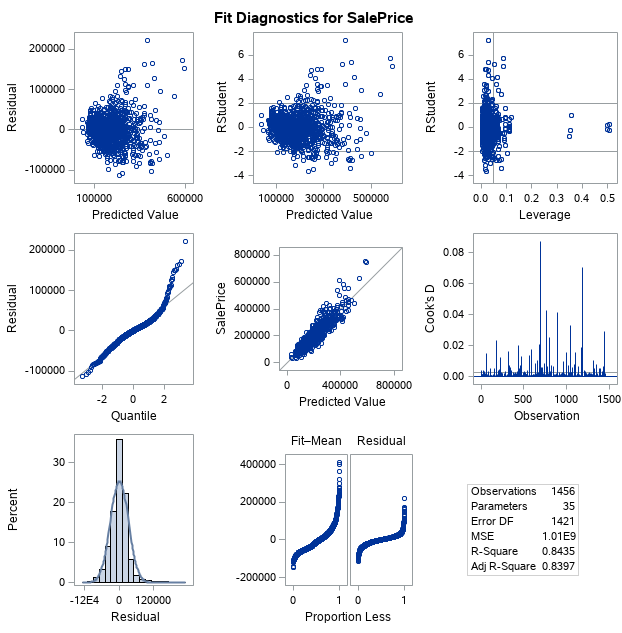 Fit Diagnostics for SalePrice
200000
100000
0
-100000
Residual
100000
600000
Predicted Value
6
4
2
0
-2
-4
RStudent
100000
300000
500000
Predicted Value
6
4
2
0
-2
-4
RStudent
0.0
0.1
0.2
0.3
0.4
0.5
Leverage
200000
100000
0
-100000
Residual
-2
0
2
Quantile
800000
600000
400000
200000
0
SalePrice
0
400000
800000
Predicted Value
0.08
0.06
0.04
0.02
0.00
Cook's D
0
500
1000
1500
Observation
30
20
10
0
Percent
-12E4
0
120000
Residual
Fit–Mean
Residual
400000
200000
0
-200000
0
1
0
1
Proportion Less
Observations 1456
Parameters 35
Error DF 1421
MSE 1.01E9
R-Square 0.8435
Adj R-Square 0.8397